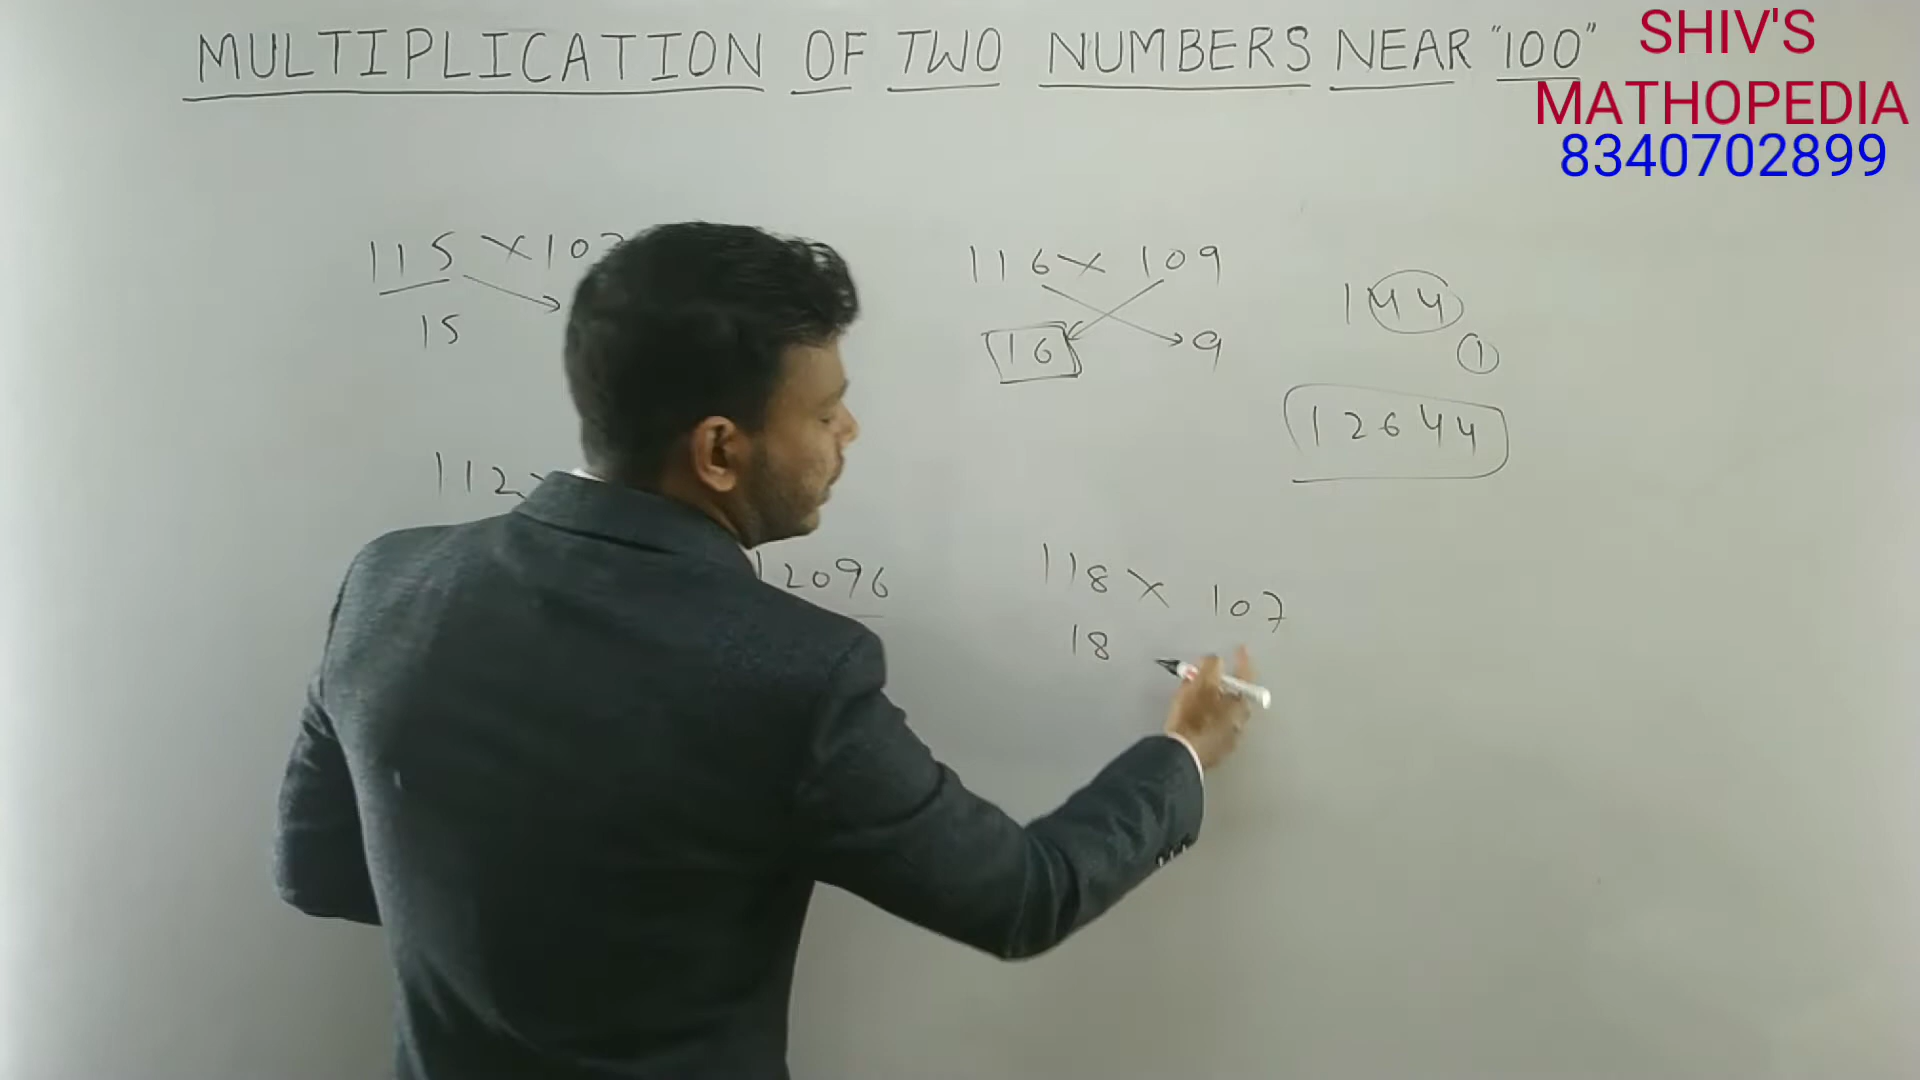 MULTIPLICATION OF TWO NUMBERS NEAR "100"
SHIV'S
MATHOPEDIA
8340702899
115 × 10
15
116 × 109
16 9
144
1
12644
112
12096
118 × 107
18